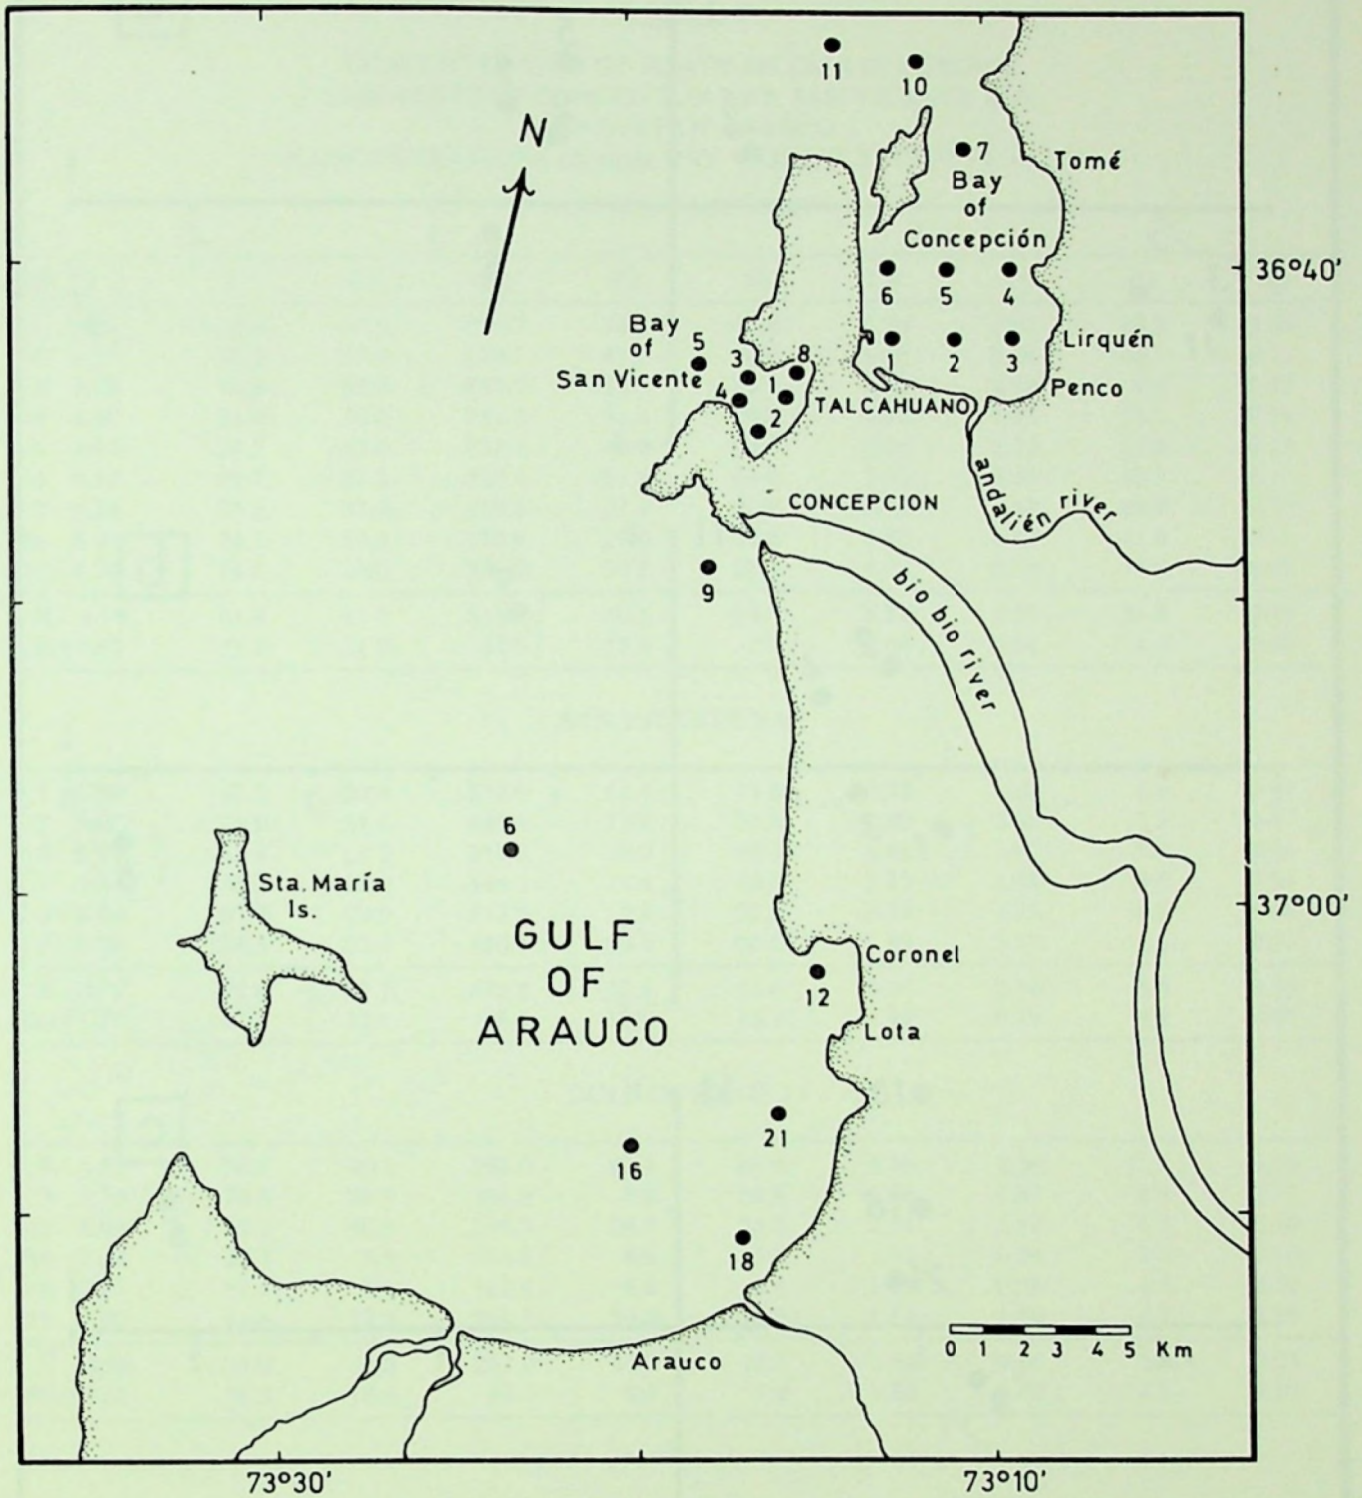 11
10
N
7
Tomé
Bay
of
Concepción
6
5
4
36°40'
Bay
of
San Vicente
5
3
8
1
4
2
1
2
3
Lirquén
Penco
TALCAHUANO
andalién river
CONCEPCION
9
bio bio river
6
Sta. María
Is.
37°00'
GULF
OF
ARAUCO
Coronel
12
Lota
21
16
18
0 1 2 3 4 5 Km
Arauco
73°30'
73°10'